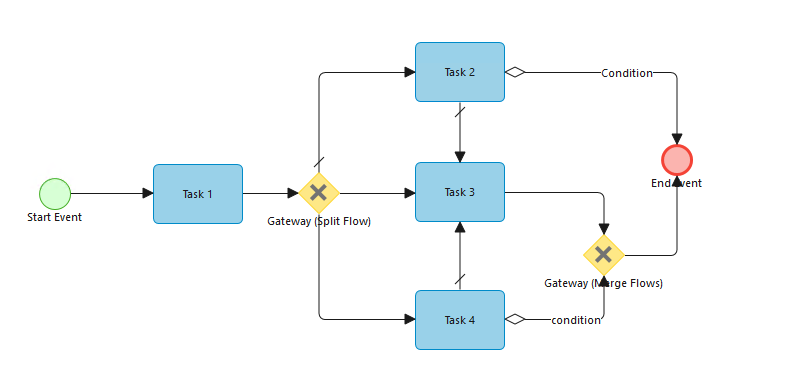 Task 2
Condition
Start Event
Task 1
Gateway (Split Flow)
Task 3
End Event
Gateway (Merge Flows)
Task 4
condition